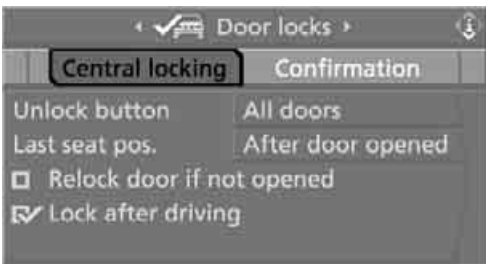 Door locks
Central locking Confirmation
Unlock button All doors
Last seat pos. After door opened
Relock door if not opened
Lock after driving